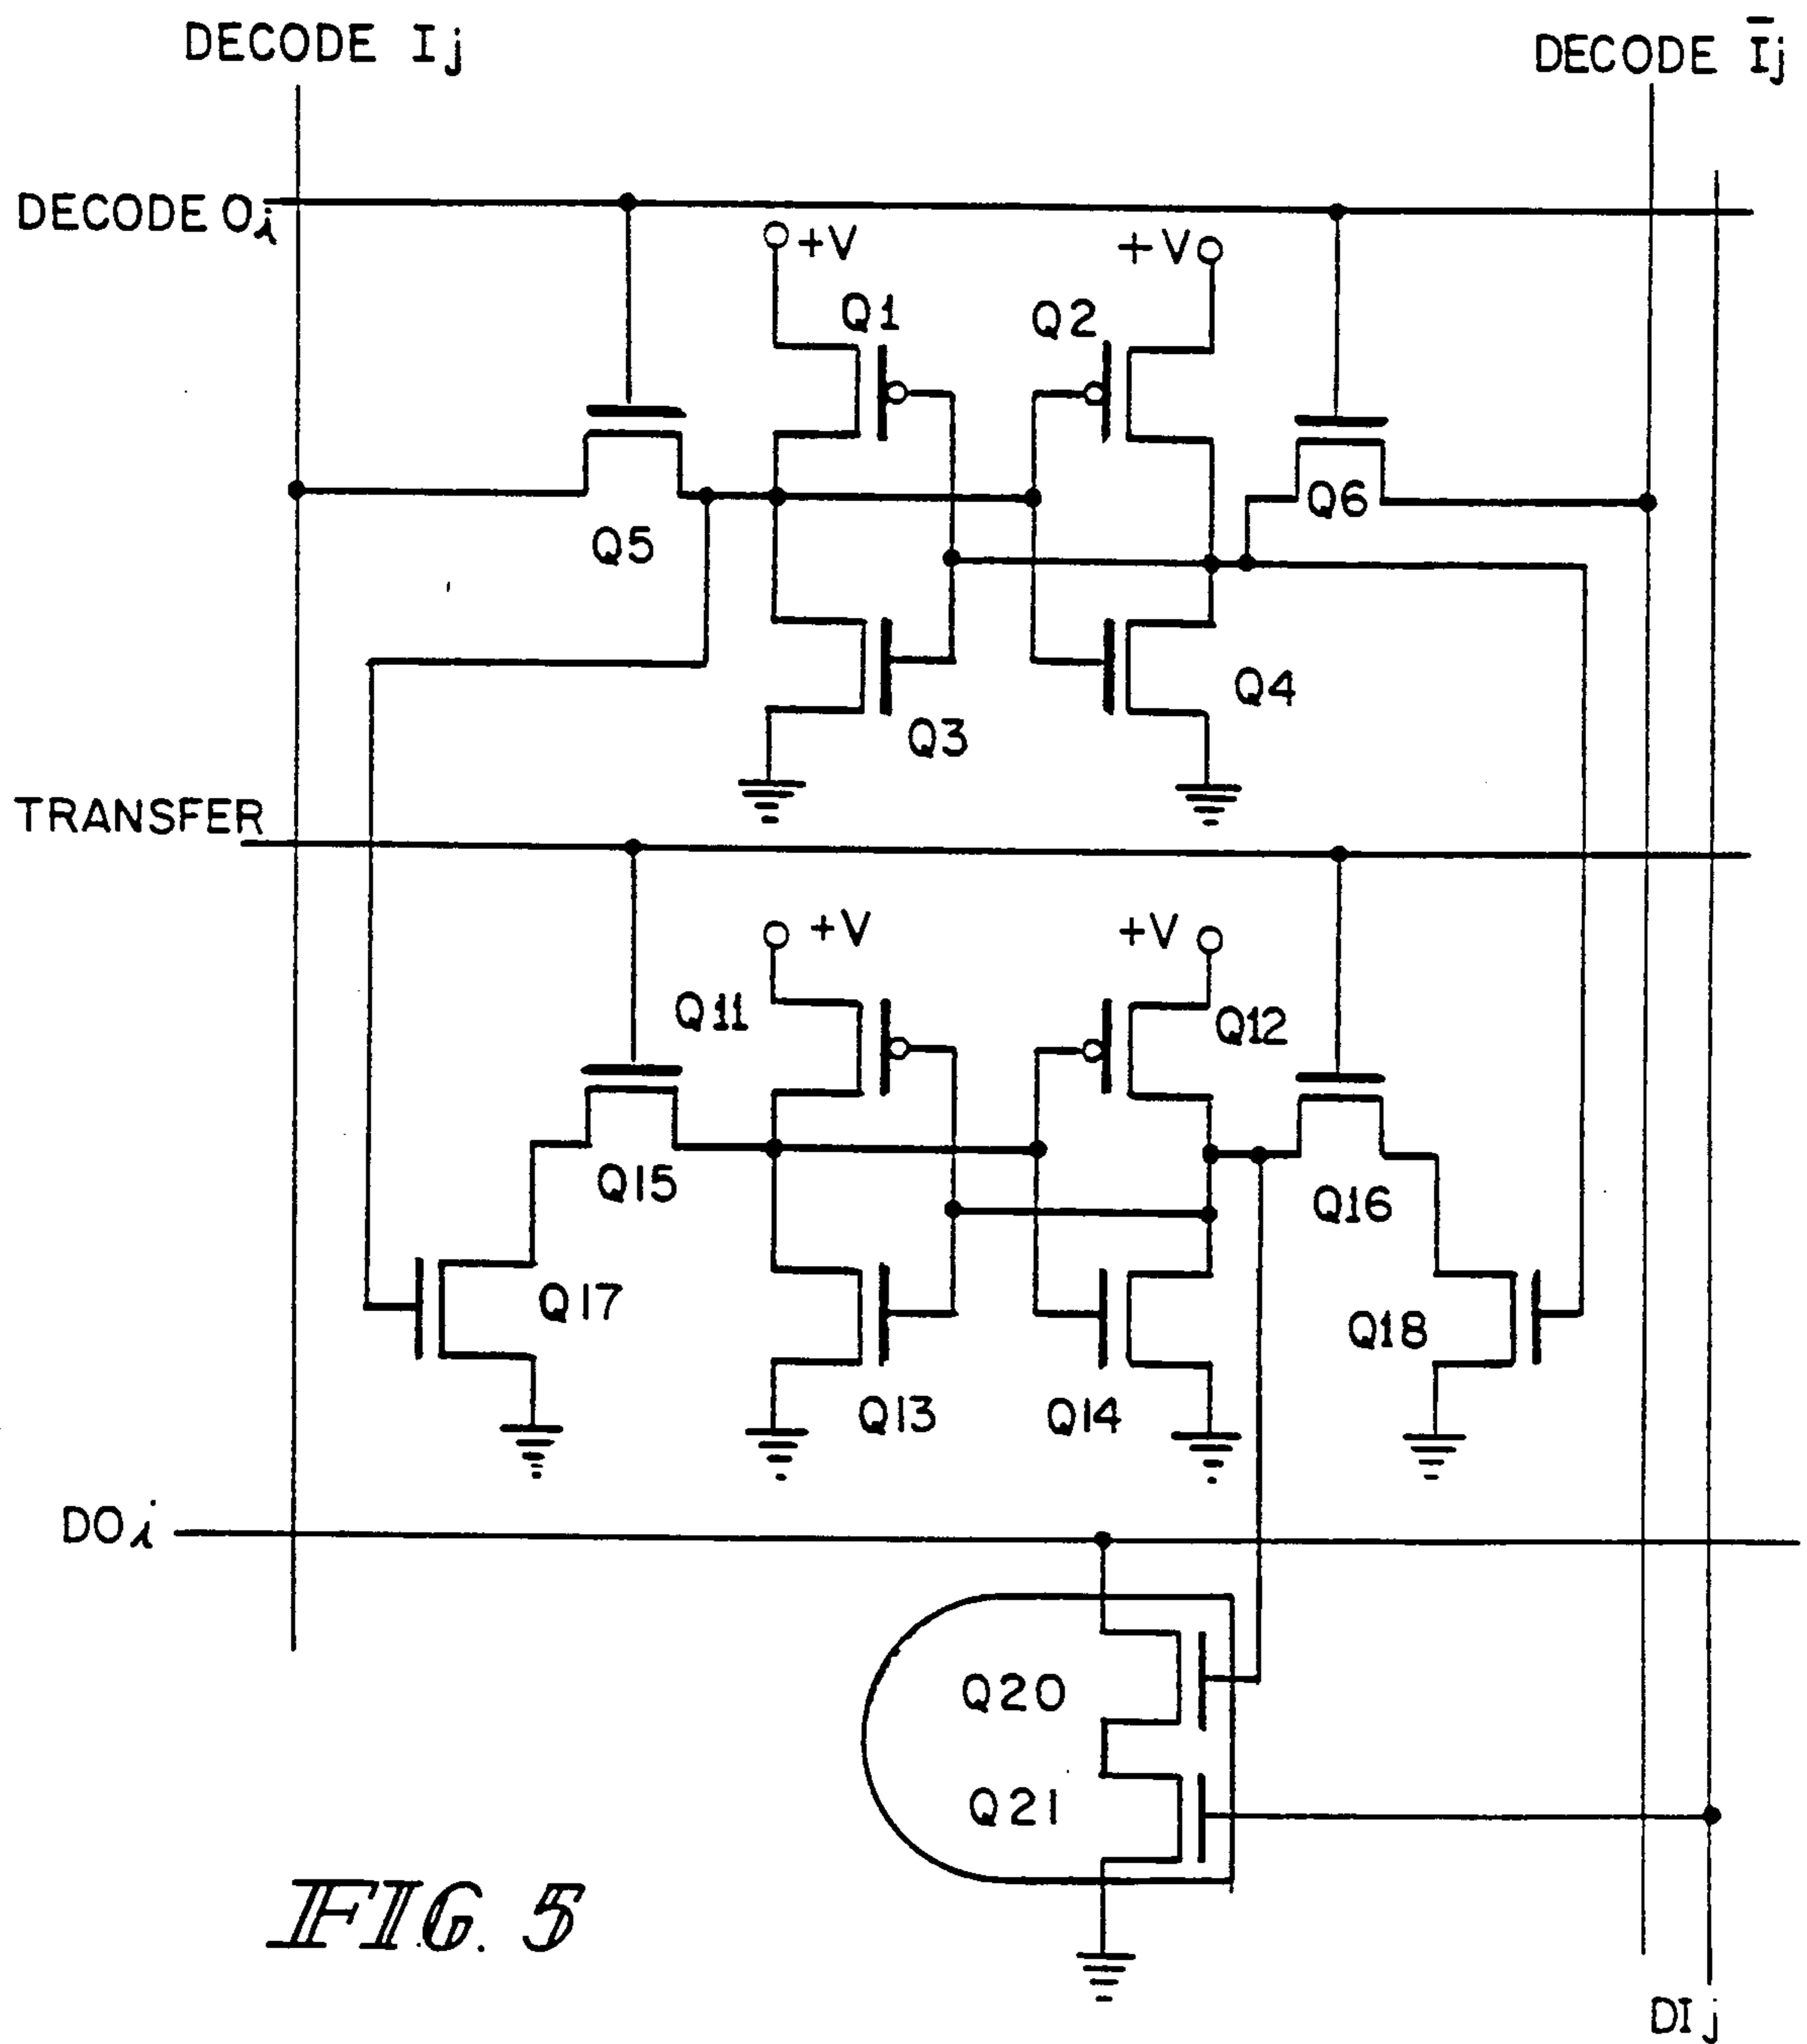 DECODE Ij
DECODE I̅j
DECODE Oi
+V
+V
Q1
Q2
Q5
Q6
Q3
Q4
TRANSFER
+V
+V
Q11
Q12
Q15
Q16
Q17
Q18
Q13
Q14
DOi
Q20
Q21
FIG. 5
DIj